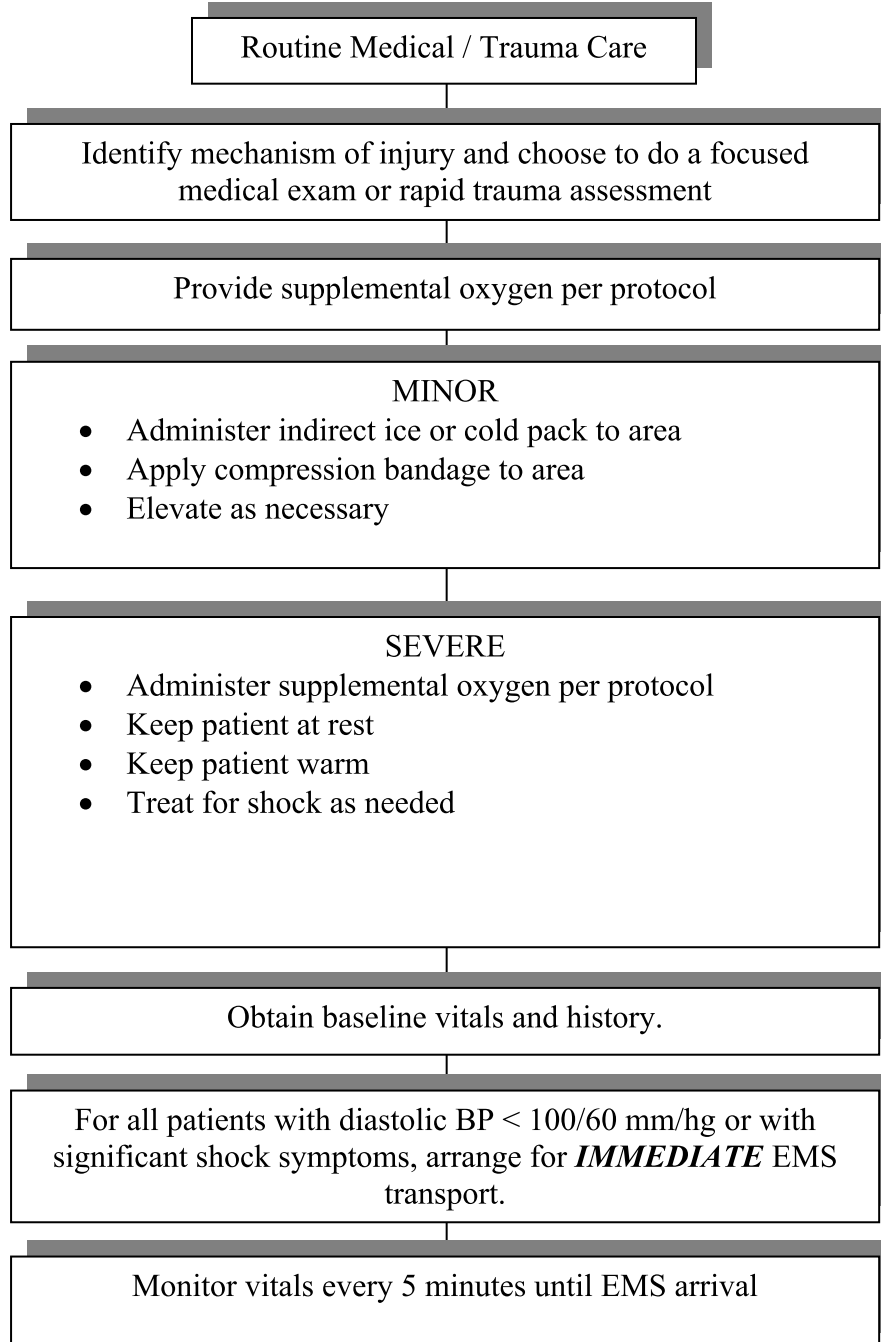 Routine Medical / Trauma Care
Identify mechanism of injury and choose to do a focused
medical exam or rapid trauma assessment
Provide supplemental oxygen per protocol
MINOR
• Administer indirect ice or cold pack to area
• Apply compression bandage to area
• Elevate as necessary
SEVERE
• Administer supplemental oxygen per protocol
• Keep patient at rest
• Keep patient warm
• Treat for shock as needed
Obtain baseline vitals and history.
For all patients with diastolic BP < 100/60 mm/hg or with
significant shock symptoms, arrange for IMMEDIATE EMS
transport.
Monitor vitals every 5 minutes until EMS arrival